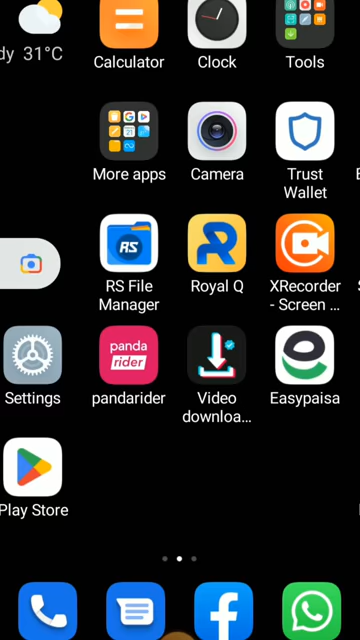 dy 31°C
Calculator
Clock
Tools
More apps
Camera
Trust
Wallet
RS
RS File
Manager
Royal Q
XRecorder
- Screen ...
Settings
panda
rider
pandarider
Video
downloa...
Easypaisa
Play Store